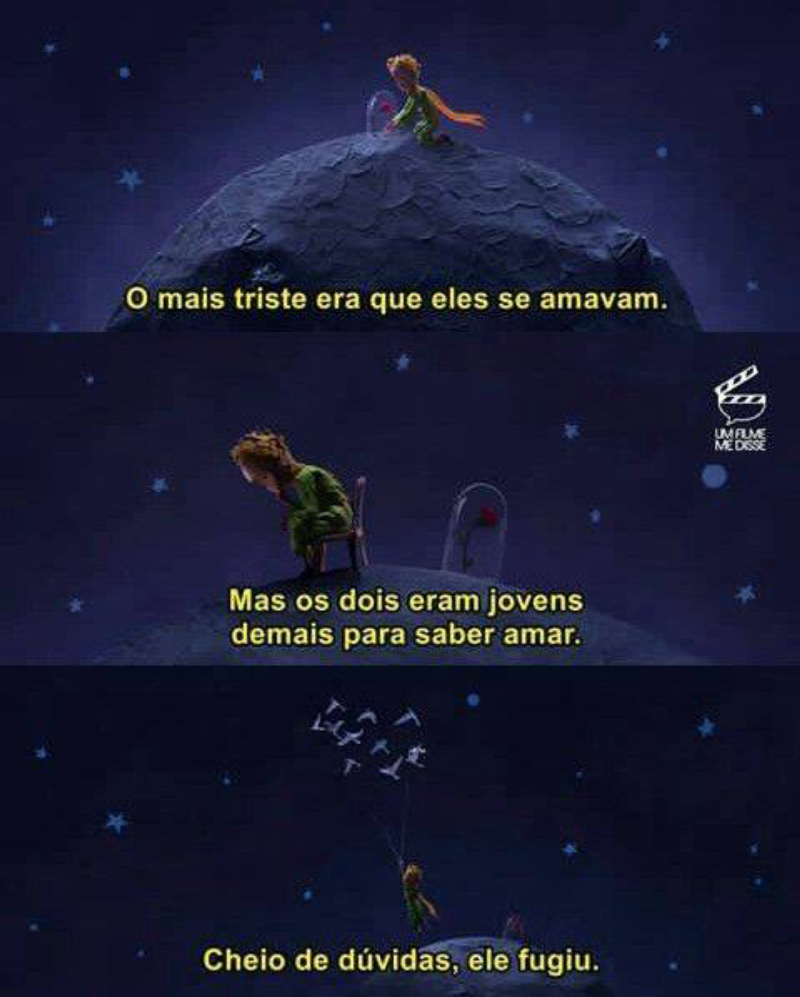 O mais triste era que eles se amavam.
UM FILME
ME DISSE
Mas os dois eram jovens
demais para saber amar.
Cheio de dúvidas, ele fugiu.